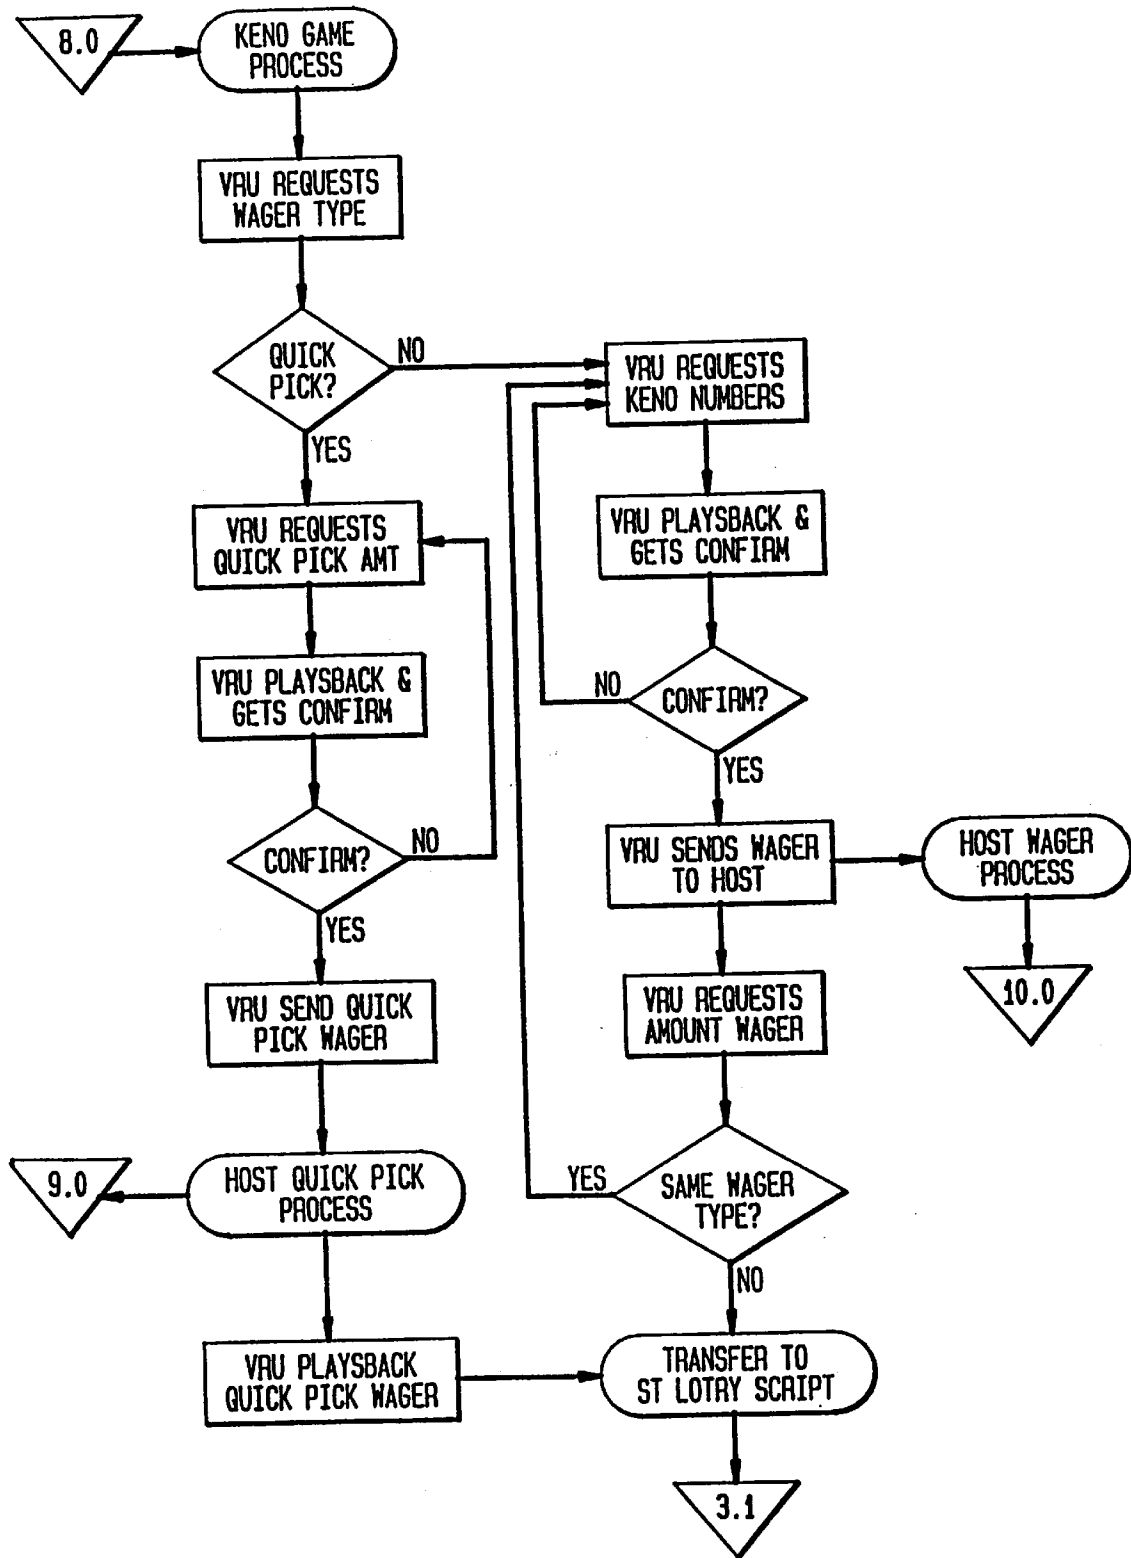 8.0
KENO GAME
PROCESS
VRU REQUESTS
WAGER TYPE
QUICK
PICK?
NO
YES
VRU REQUESTS
KENO NUMBERS
VRU REQUESTS
QUICK PICK AMT
VRU PLAYSBACK &
GETS CONFIRM
VRU PLAYSBACK &
GETS CONFIRM
CONFIRM?
NO
YES
CONFIRM?
NO
YES
VRU SENDS WAGER
TO HOST
HOST WAGER
PROCESS
10.0
VRU SEND QUICK
PICK WAGER
VRU REQUESTS
AMOUNT WAGER
9.0
HOST QUICK PICK
PROCESS
YES
SAME WAGER
TYPE?
NO
VRU PLAYSBACK
QUICK PICK WAGER
TRANSFER TO
ST LOTRY SCRIPT
3.1